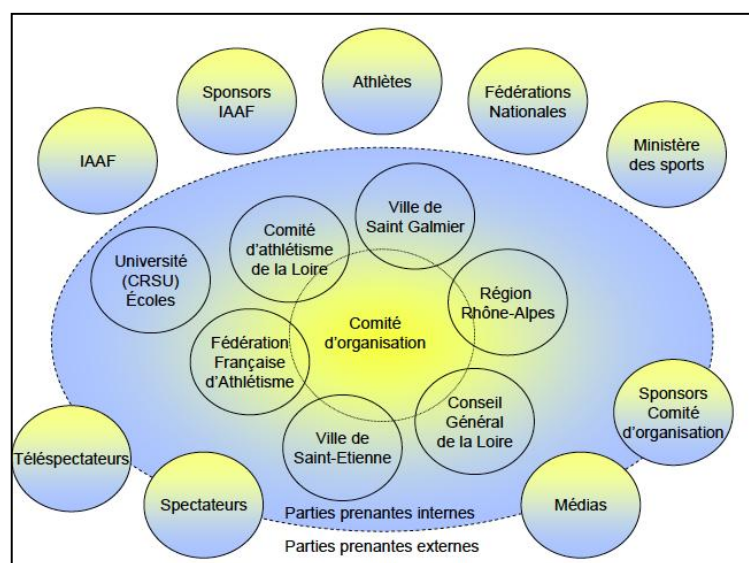 Athlètes
Sponsors
IAAF
Fédérations
Nationales
IAAF
Ministère
des sports
Ville de
Saint Galmier
Comité
d'athlétisme
de la Loire
Université
(CRSU)
Écoles
Région
Rhône-Alpes
Comité
d'organisation
Fédération
Française
d'Athlétisme
Conseil
Général
de la Loire
Sponsors
Comité
d'organisation
Ville de
Saint-Etienne
Téléspectateurs
Spectateurs
Médias
Parties prenantes internes
Parties prenantes externes